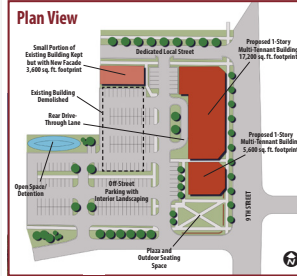 Plan View
Small Portion of
Existing Building Kept
but with New Facade
3,600 sq. ft. footprint
Dedicated Local Street
Proposed 1-Story
Multi-Tennant Building
17,200 sq. ft. footprint
Existing Building
Demolished
Rear Drive-
Through Lane
Proposed 1-Story
Multi-Tennant Building
5,600 sq. ft. footprint
Open Space/
Detention
Off-Street
Parking with
Interior Landscaping
9TH STREET
Plaza and
Outdoor Seating
Space
N